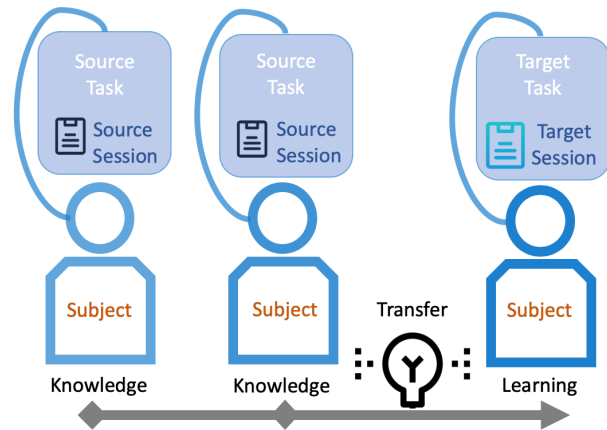 Source
Task
Source
Session
Subject
Knowledge
Source
Task
Source
Session
Subject
Knowledge
Transfer
Target
Task
Target
Session
Subject
Learning